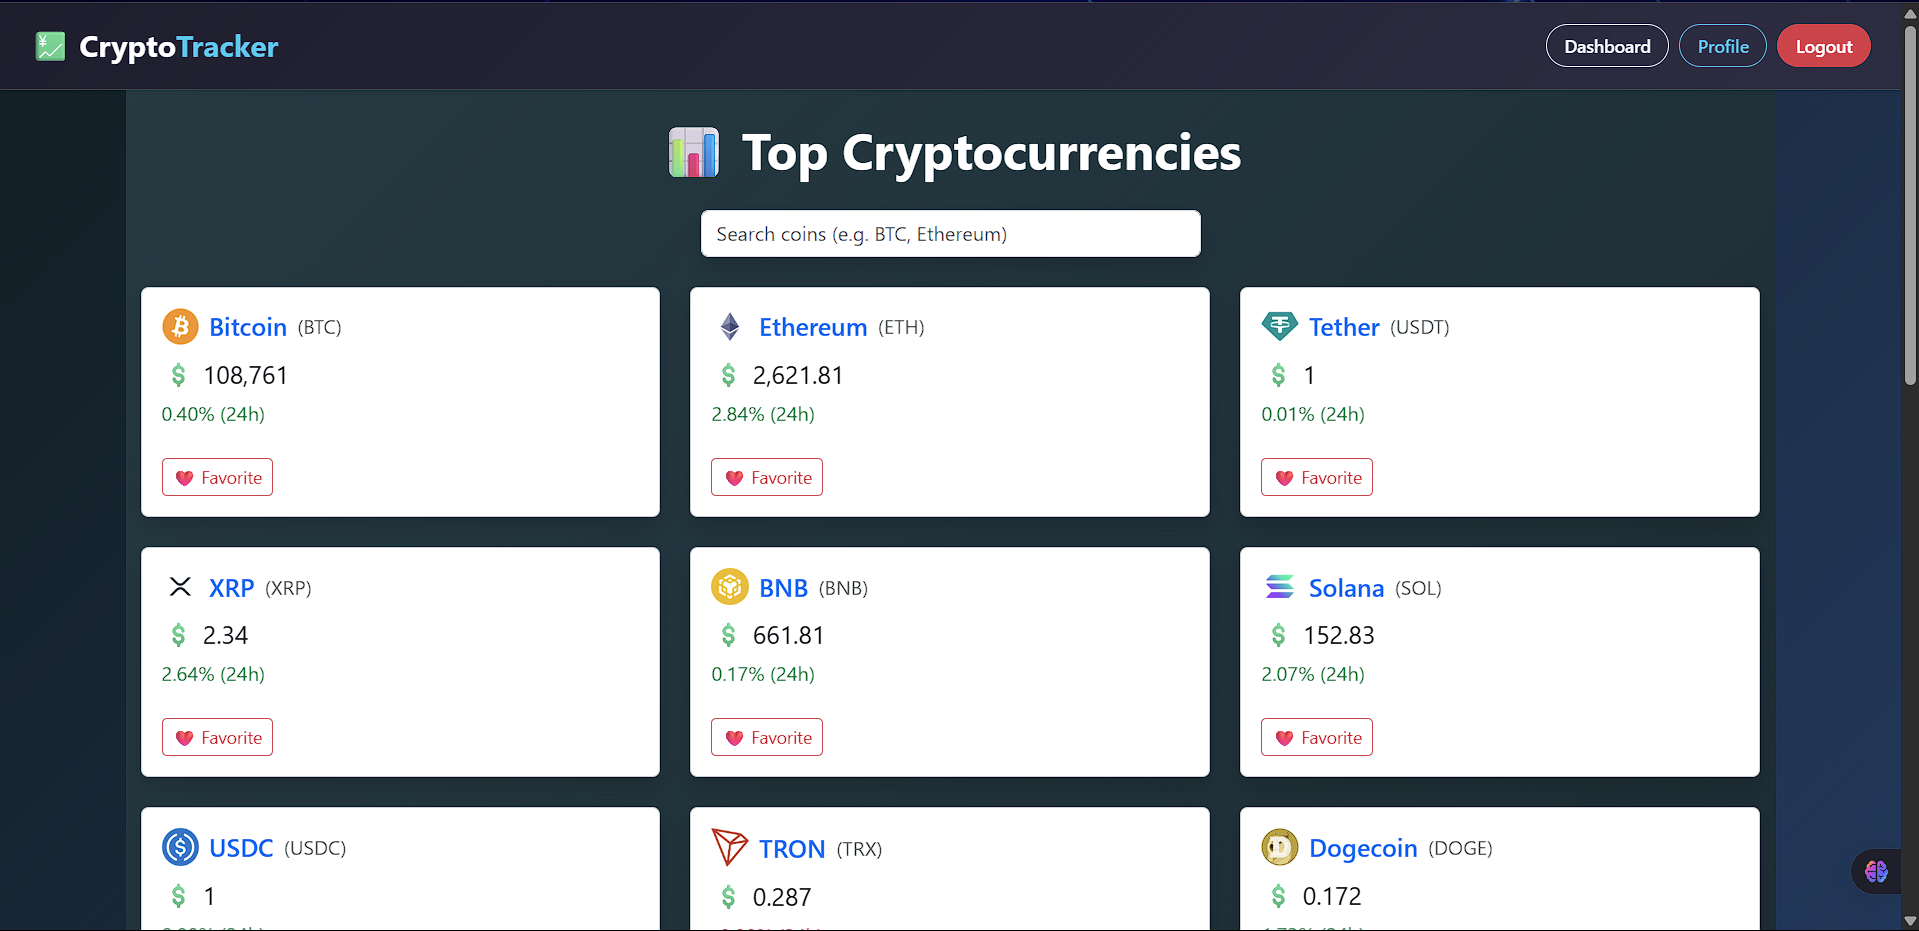 CryptoTracker
Dashboard
Profile
Logout
Top Cryptocurrencies
Search coins (e.g. BTC, Ethereum)
Bitcoin (BTC)
$ 108,761
0.40% (24h)
Favorite
Ethereum (ETH)
$ 2,621.81
2.84% (24h)
Favorite
Tether (USDT)
$ 1
0.01% (24h)
Favorite
XRP (XRP)
$ 2.34
2.64% (24h)
Favorite
BNB (BNB)
$ 661.81
0.17% (24h)
Favorite
Solana (SOL)
$ 152.83
2.07% (24h)
Favorite
USDC (USDC)
$ 1
TRON (TRX)
$ 0.287
Dogecoin (DOGE)
$ 0.172